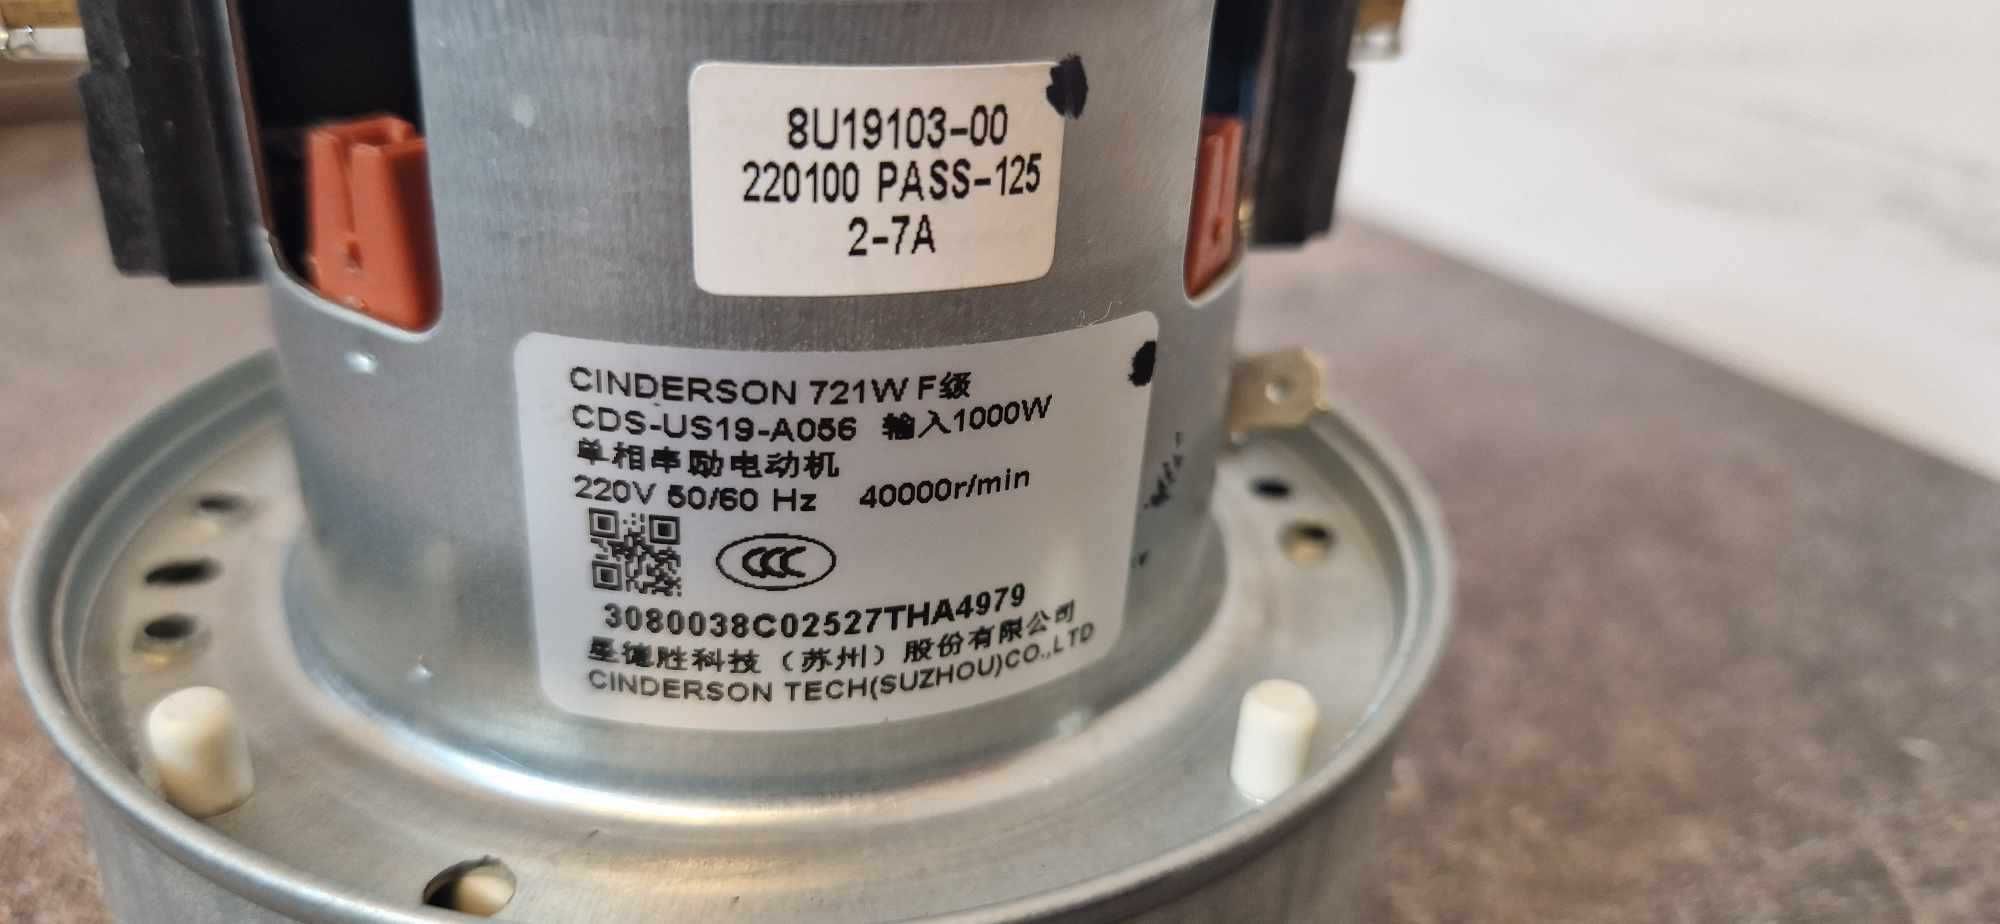 8U19103-00
220100 PASS-125
2-7A
CINDERSON 721W F级
CDS-US19-A056 输入1000W
单相串励电动机
220V 50/60 Hz 40000r/min
CCC
3080038C02527THA4979
星德胜科技（苏州）股份有限公司
CINDERSON TECH(SUZHOU)CO.,LTD